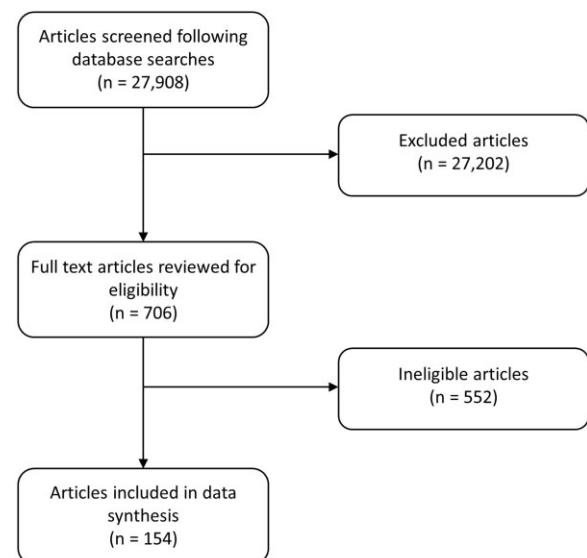 Articles screened following
database searches
(n = 27,908)
Excluded articles
(n = 27,202)
Full text articles reviewed for
eligibility
(n = 706)
Ineligible articles
(n = 552)
Articles included in data
synthesis
(n = 154)